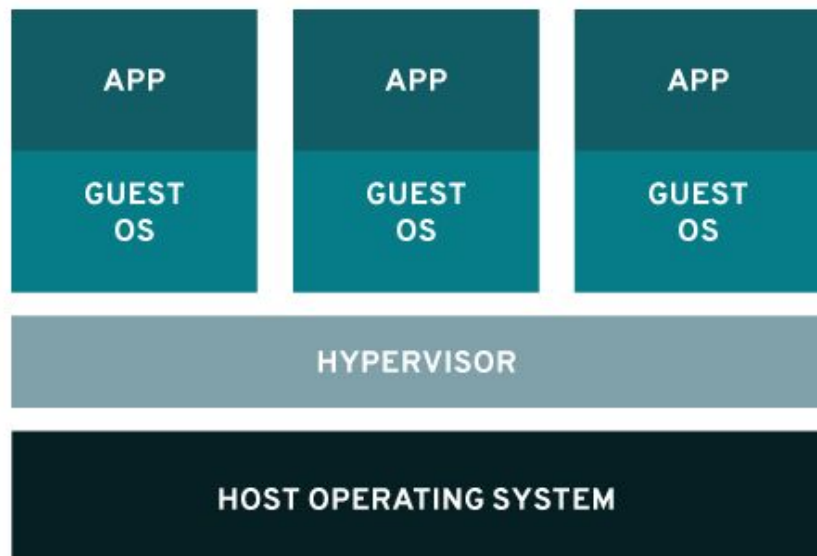 APP
APP
APP
GUEST
OS
GUEST
OS
GUEST
OS
HYPERVISOR
HOST OPERATING SYSTEM